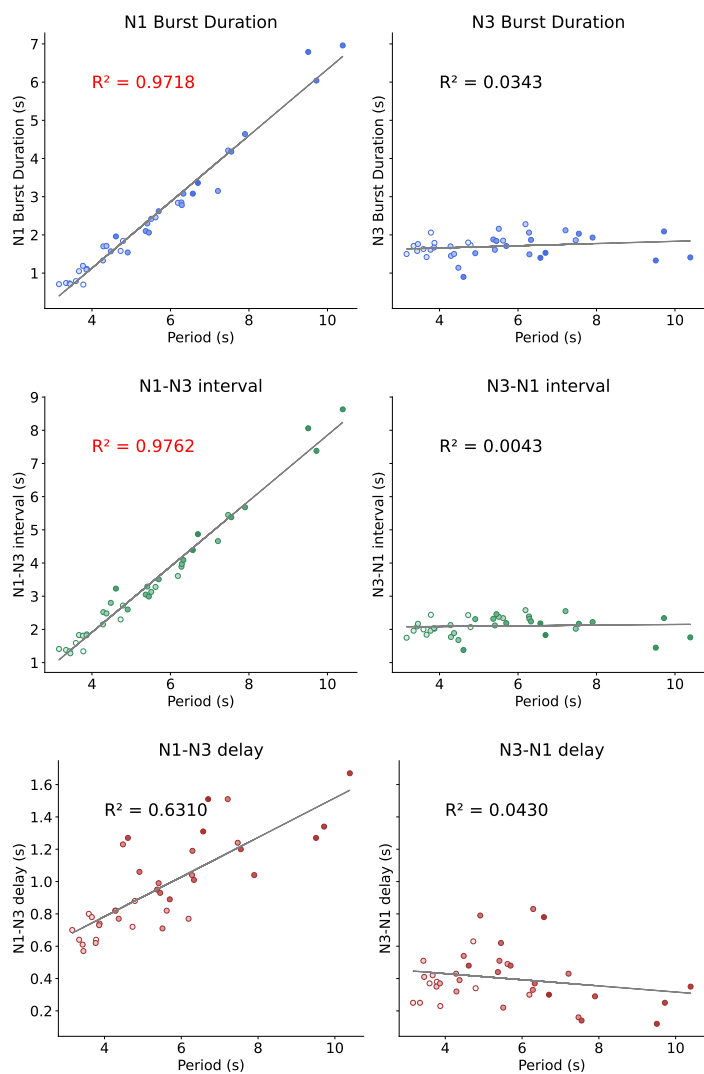 N1 Burst Duration
N3 Burst Duration
7
6
5
4
3
2
1
R² = 0.9718
R² = 0.0343
N1 Burst Duration (s)
N3 Burst Duration (s)
4 6 8 10
4 6 8 10
Period (s)
Period (s)
N1-N3 interval
N3-N1 interval
9
8
7
6
5
4
3
2
1
R² = 0.9762
R² = 0.0043
N1-N3 interval (s)
N3-N1 interval (s)
4 6 8 10
4 6 8 10
Period (s)
Period (s)
N1-N3 delay
N3-N1 delay
1.6
1.4
1.2
1.0
0.8
0.6
0.4
0.2
R² = 0.6310
R² = 0.0430
N1-N3 delay (s)
N3-N1 delay (s)
4 6 8 10
4 6 8 10
Period (s)
Period (s)